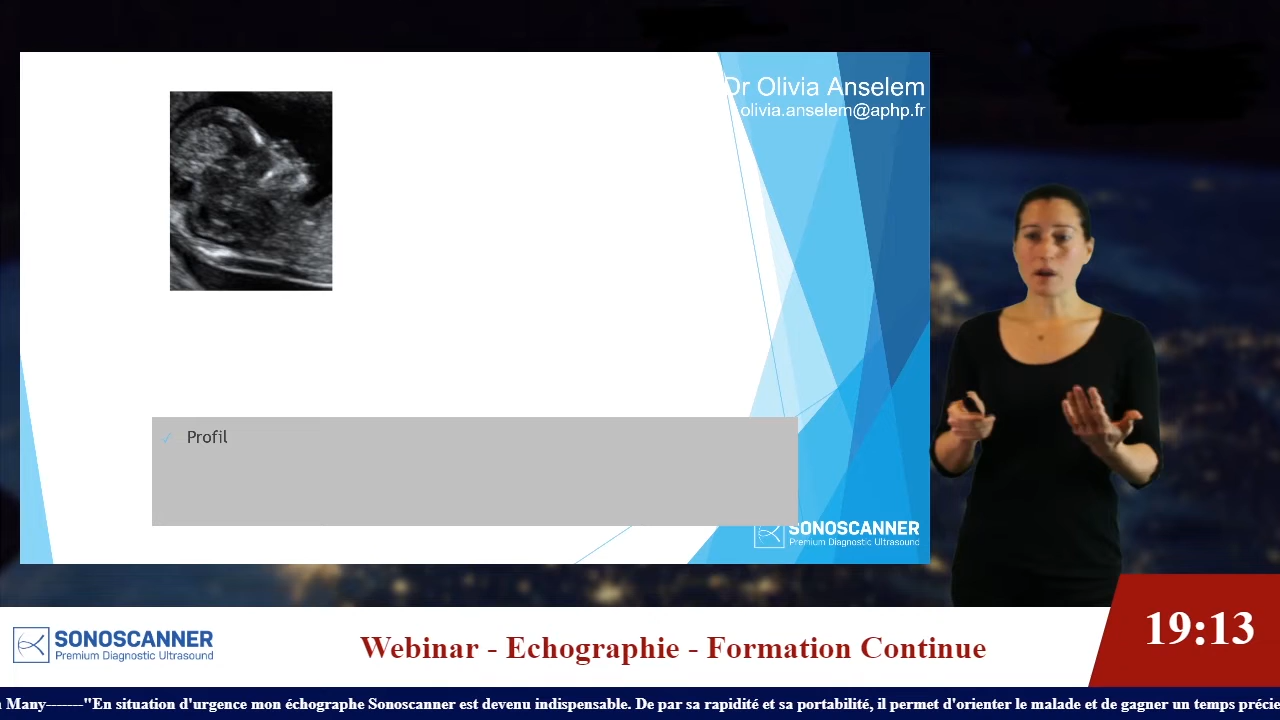 Dr Olivia Anselem
olivia.anselem@aphp.fr
Profil
SONOSCANNER
Premium Diagnostic Ultrasound
SONOSCANNER
Premium Diagnostic Ultrasound
Webinar - Echographie - Formation Continue
19:13
Many-------"En situation d'urgence mon échographe Sonoscanner est devenu indispensable. De par sa rapidité et sa portabilité, il permet d'orienter le malade et de gagner un temps précie